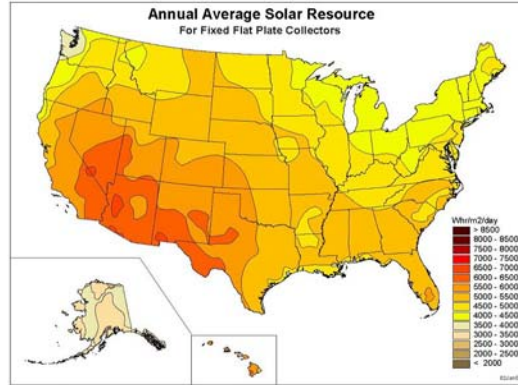 Annual Average Solar Resource
For Fixed Flat Plate Collectors
Whr/m2/day
> 8500
8000 - 8500
7500 - 8000
7000 - 7500
6500 - 7000
6000 - 6500
5500 - 6000
5000 - 5500
4500 - 5000
4000 - 4500
3500 - 4000
3000 - 3500
2500 - 3000
2000 - 2500
< 2000